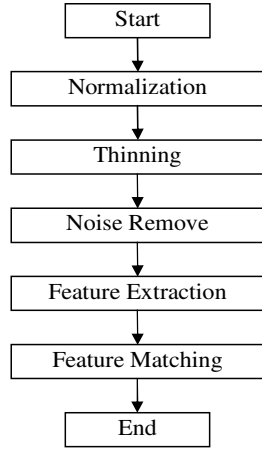 Start
Normalization
Thinning
Noise Remove
Feature Extraction
Feature Matching
End